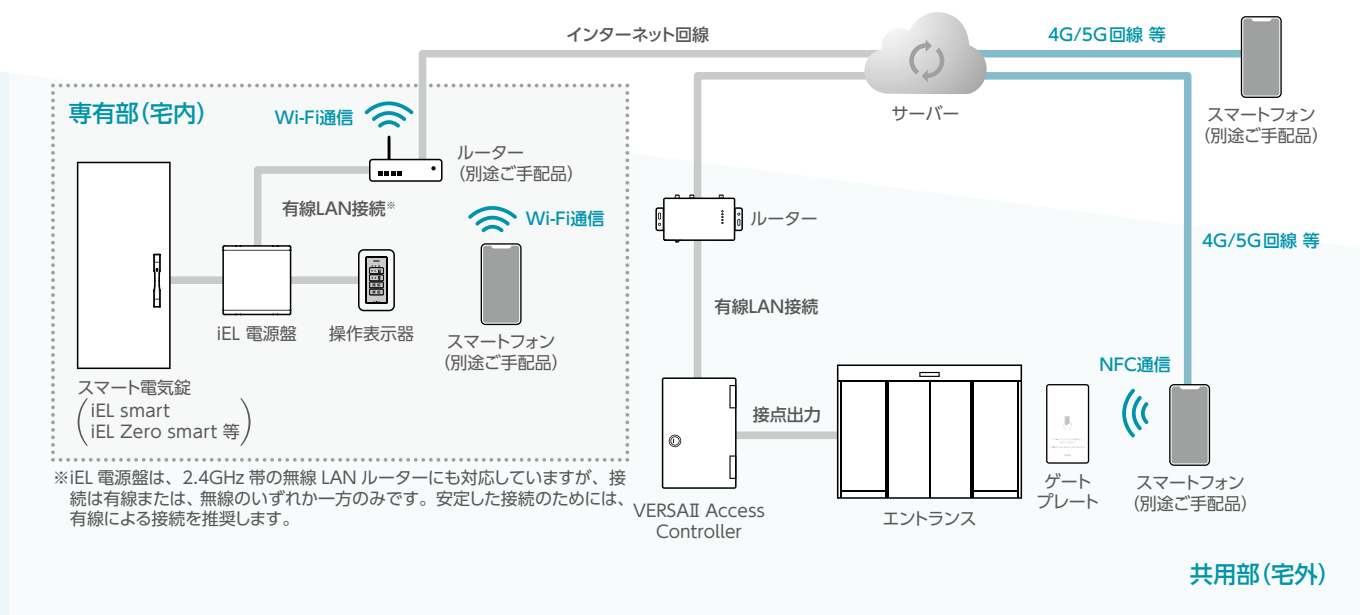 インターネット回線
4G/5G回線 等
サーバー
スマートフォン
(別途ご手配品)
専有部(宅内)
Wi-Fi通信
ルーター
(別途ご手配品)
有線LAN接続※
Wi-Fi通信
iEL 電源盤
操作表示器
スマートフォン
(別途ご手配品)
スマート電気錠
(iEL smart
iEL Zero smart 等)
※iEL 電源盤は、2.4GHz 帯の無線 LAN ルーターにも対応していますが、接
続は有線または、無線のいずれか一方のみです。安定した接続のためには、
有線による接続を推奨します。
ルーター
4G/5G回線 等
有線LAN接続
NFC通信
接点出力
VERSAⅡ Access
Controller
エントランス
ゲート
プレート
スマートフォン
(別途ご手配品)
共用部(宅外)